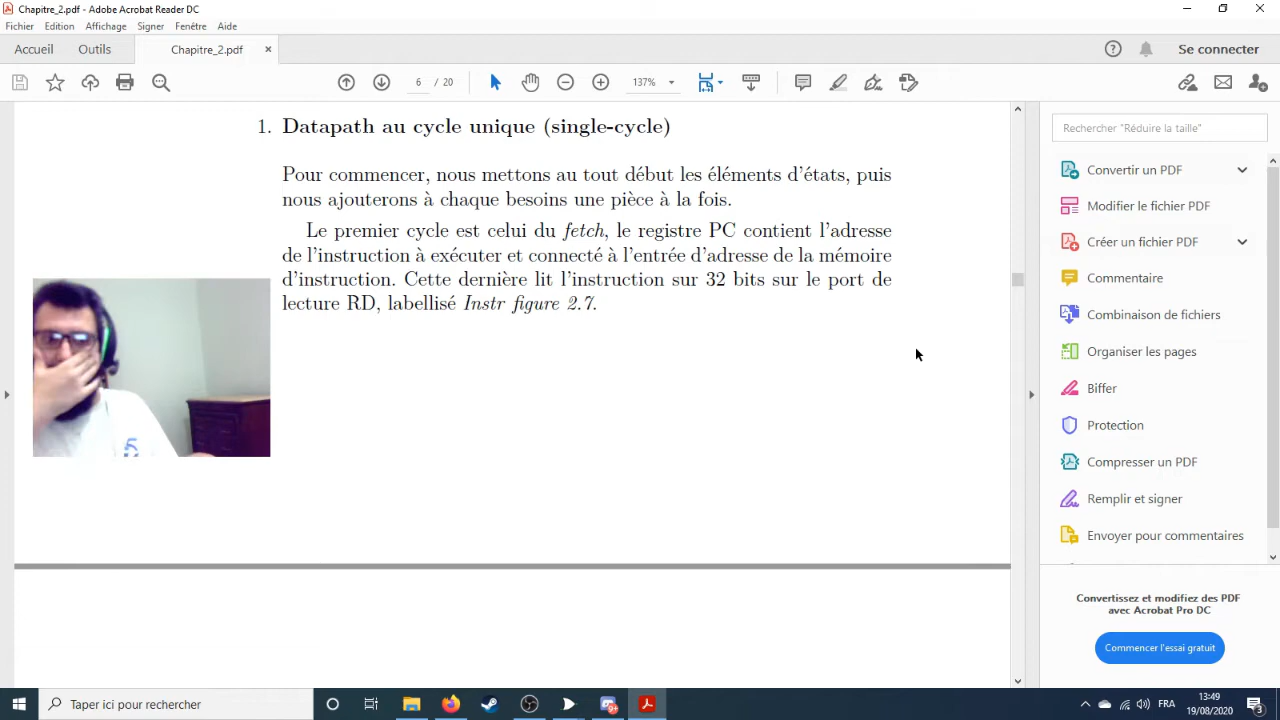 Chapitre_2.pdf - Adobe Acrobat Reader DC
Fichier Edition Affichage Signer Fenêtre Aide
Accueil Outils Chapitre_2.pdf × Se connecter
6 / 20 137%
1. Datapath au cycle unique (single-cycle)
Pour commencer, nous mettons au tout début les éléments d'états, puis
nous ajouterons à chaque besoins une pièce à la fois.
Le premier cycle est celui du fetch, le registre PC contient l'adresse
de l'instruction à exécuter et connecté à l'entrée d'adresse de la mémoire
d'instruction. Cette dernière lit l'instruction sur 32 bits sur le port de
lecture RD, labellisé Instr figure 2.7.
5
Rechercher "Réduire la taille"
Convertir un PDF
Modifier le fichier PDF
Créer un fichier PDF
Commentaire
Combinaison de fichiers
Organiser les pages
Biffer
Protection
Compresser un PDF
Remplir et signer
Envoyer pour commentaires
Convertissez et modifiez des PDF
avec Acrobat Pro DC
Commencer l'essai gratuit
Taper ici pour rechercher
FRA
13:49
19/08/2020
3